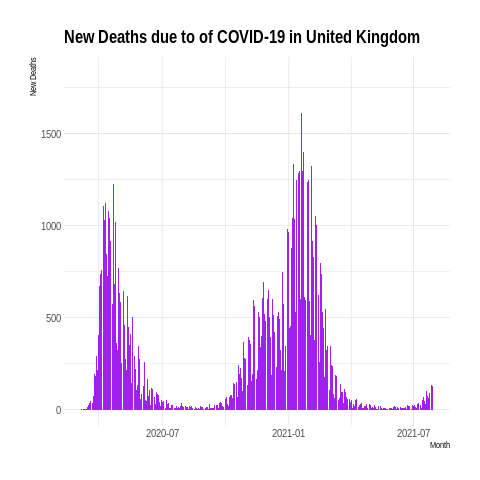 New Deaths due to of COVID-19 in United Kingdom
New Deaths
1500
1000
500
0
2020-07
2021-01
2021-07
Month